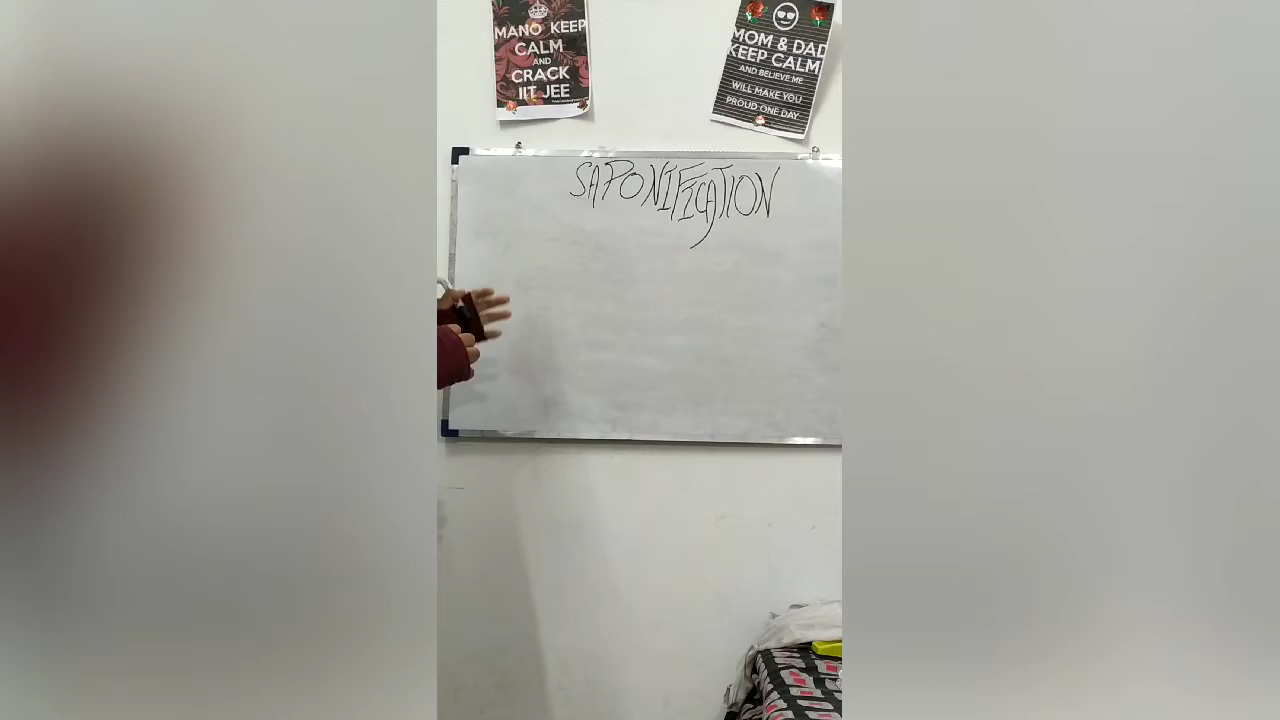 MANO KEEP
CALM
AND
CRACK
IIT JEE
MOM & DAD
KEEP CALM
AND BELIEVE ME
WILL MAKE YOU
PROUD ONE DAY
SAPONIFICATION